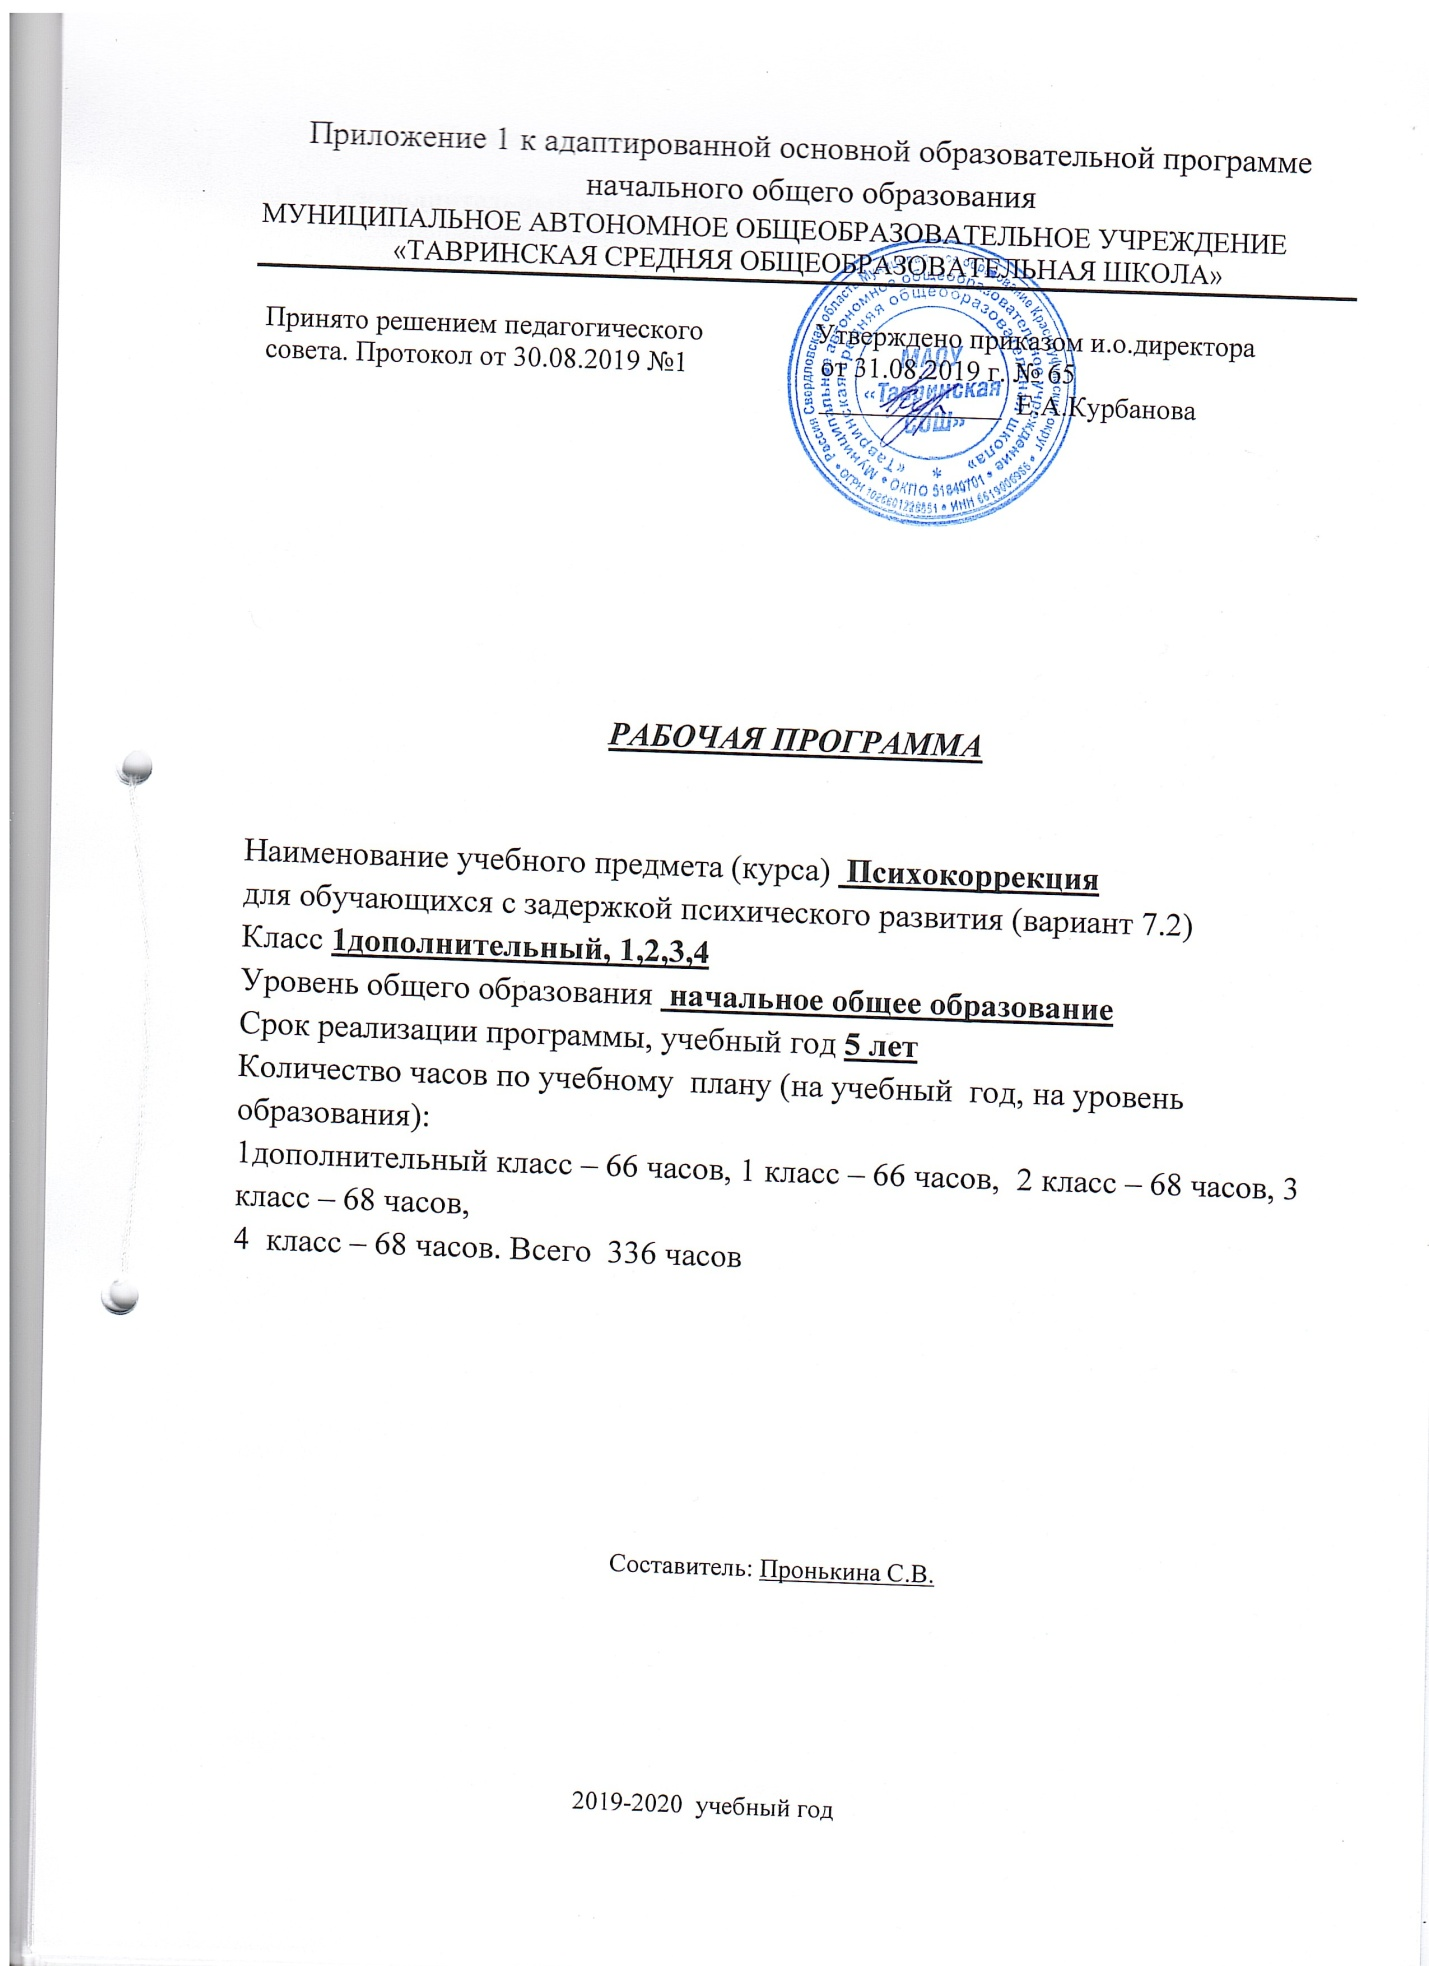 Приложение 1 к адаптированной основной образовательной программе
начального общего образования
МУНИЦИПАЛЬНОЕ АВТОНОМНОЕ ОБЩЕОБРАЗОВАТЕЛЬНОЕ УЧРЕЖДЕНИЕ
«ТАВРИНСКАЯ СРЕДНЯЯ ОБЩЕОБРАЗОВАТЕЛЬНАЯ ШКОЛА»
Принято решением педагогического
совета. Протокол от 30.08.2019 №1
Утверждено приказом и.о.директора
от 31.08.2019 г. № 65
Е.А.Курбанова
МАОУ
«Тавринская
СОШ»
РАБОЧАЯ ПРОГРАММА
Наименование учебного предмета (курса) Психокоррекция
для обучающихся с задержкой психического развития (вариант 7.2)
Класс 1дополнительный, 1,2,3,4
Уровень общего образования начальное общее образование
Срок реализации программы, учебный год 5 лет
Количество часов по учебному плану (на учебный год, на уровень
образования):
1дополнительный класс – 66 часов, 1 класс – 66 часов, 2 класс – 68 часов, 3
класс – 68 часов,
4 класс – 68 часов. Всего 336 часов
Составитель: Пронькина С.В.
2019-2020 учебный год